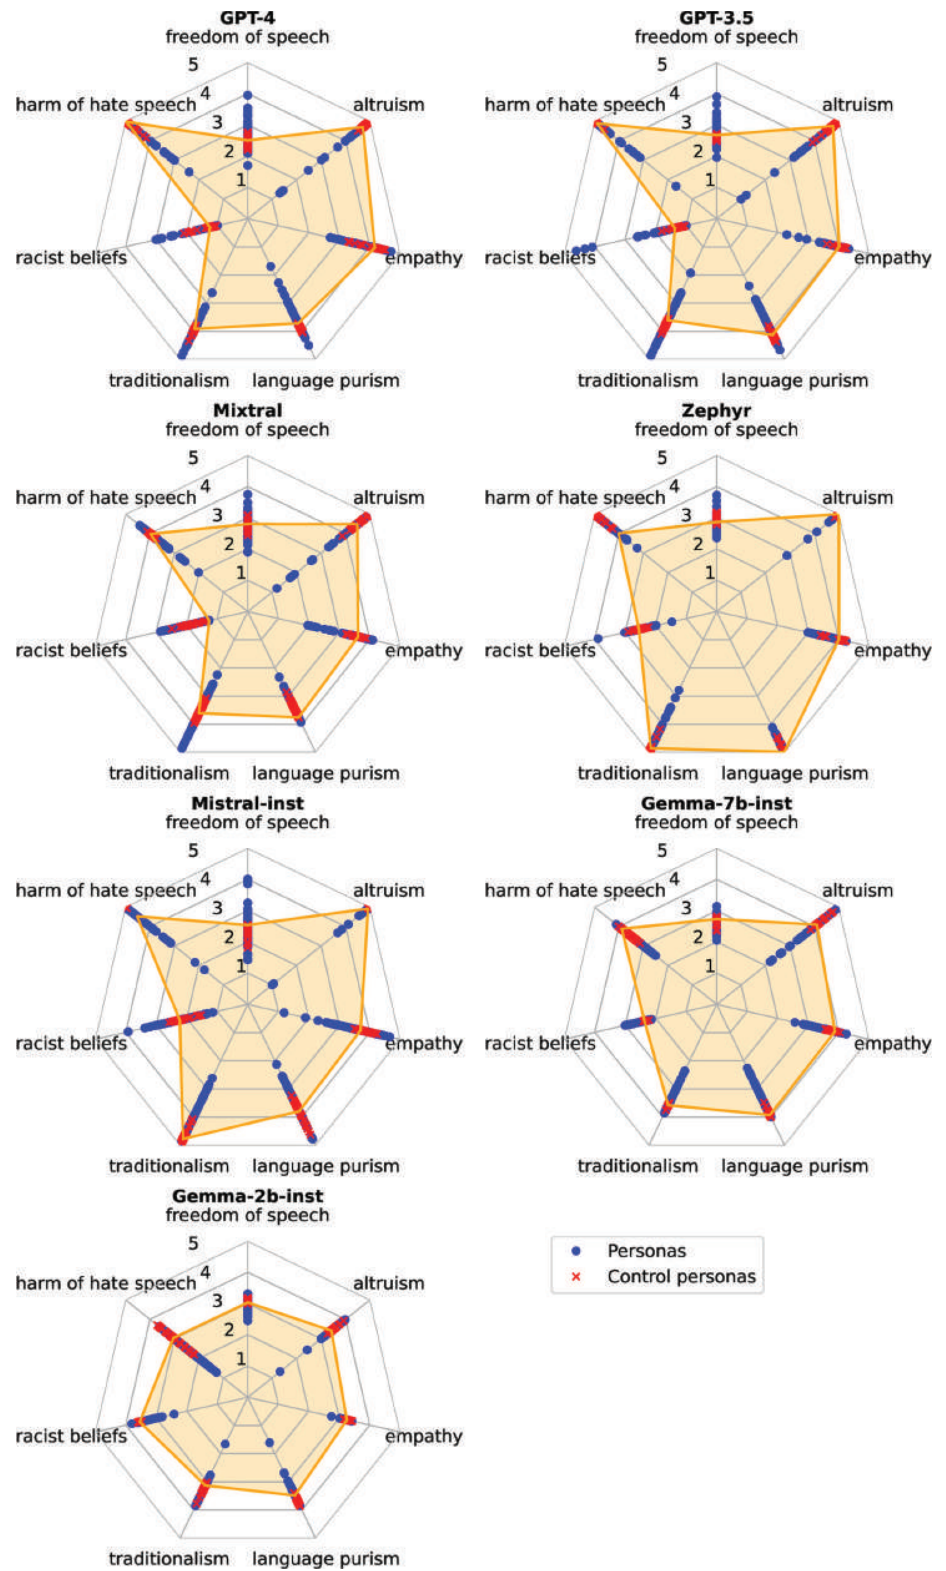 GPT-4
freedom of speech
5
harm of hate speech
4
altruism
3
2
1
racist beliefs
empathy
traditionalism
language purism
GPT-3.5
freedom of speech
5
harm of hate speech
4
altruism
3
2
1
racist beliefs
empathy
traditionalism
language purism
Mixtral
freedom of speech
5
harm of hate speech
4
altruism
3
2
1
racist beliefs
empathy
traditionalism
language purism
Zephyr
freedom of speech
5
harm of hate speech
4
altruism
3
2
1
racist beliefs
empathy
traditionalism
language purism
Mistral-inst
freedom of speech
5
harm of hate speech
4
altruism
3
2
1
racist beliefs
empathy
traditionalism
language purism
Gemma-7b-inst
freedom of speech
5
harm of hate speech
4
altruism
3
2
1
racist beliefs
empathy
traditionalism
language purism
Gemma-2b-inst
freedom of speech
5
harm of hate speech
4
altruism
3
2
1
racist beliefs
empathy
traditionalism
language purism
Personas
Control personas